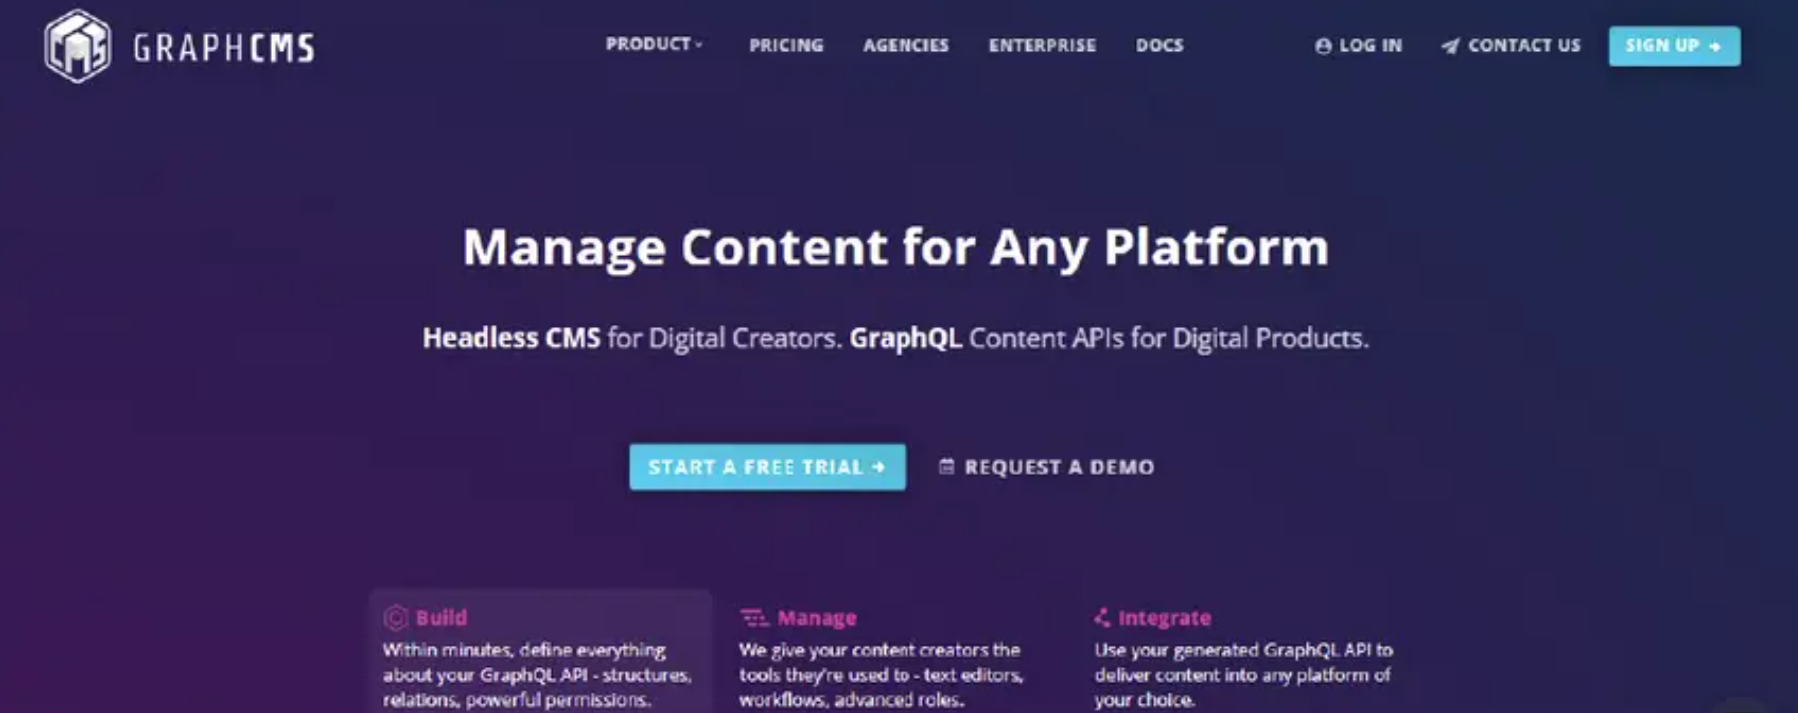 CMS GRAPHCMS
PRODUCT PRICING AGENCIES ENTERPRISE DOCS LOG IN CONTACT US SIGN UP →
Manage Content for Any Platform
Headless CMS for Digital Creators. GraphQL Content APIs for Digital Products.
START A FREE TRIAL → REQUEST A DEMO
Build
Within minutes, define everything
about your GraphQL API - structures,
relations, powerful permissions.
Manage
We give your content creators the
tools they're used to - text editors,
workflows, advanced roles.
Integrate
Use your generated GraphQL API to
deliver content into any platform of
your choice.